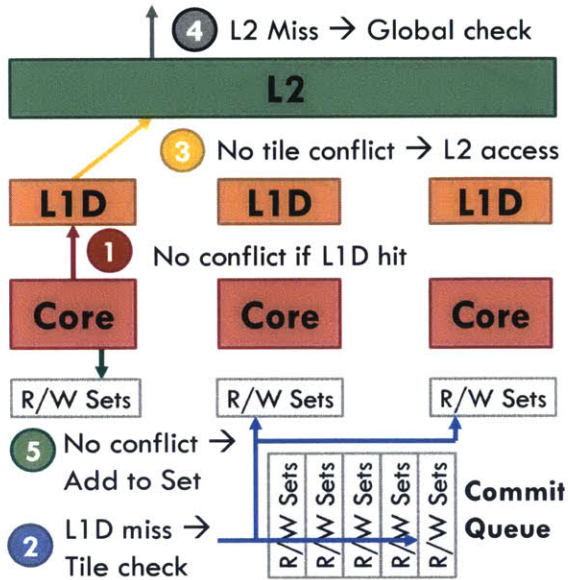 4 L2 Miss → Global check
L2
3 No tile conflict → L2 access
L1D L1D L1D
1 No conflict if L1D hit
Core Core Core
R/W Sets R/W Sets R/W Sets
5 No conflict →
Add to Set
2 L1D miss →
Tile check
R/W Sets
R/W Sets
R/W Sets
R/W Sets
R/W Sets
Commit
Queue